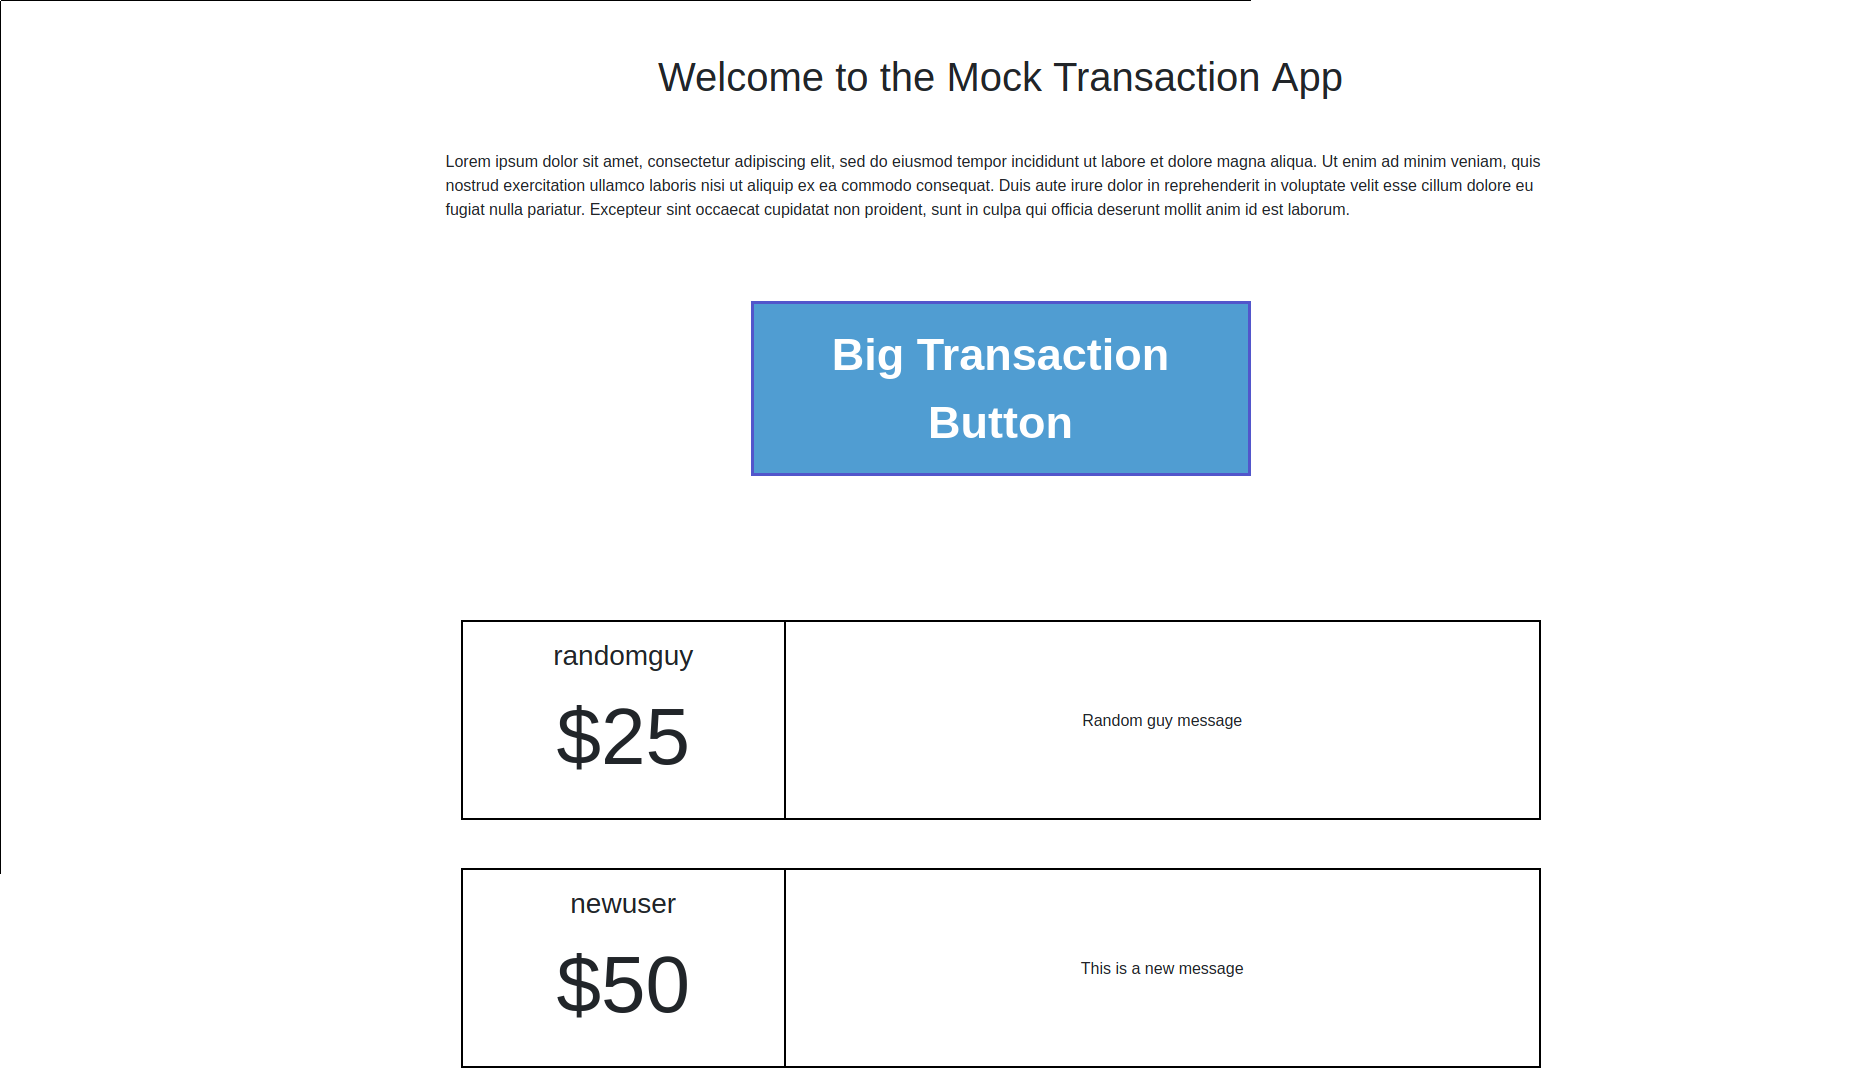 Welcome to the Mock Transaction App
Lorem ipsum dolor sit amet, consectetur adipiscing elit, sed do eiusmod tempor incididunt ut labore et dolore magna aliqua. Ut enim ad minim veniam, quis
nostrud exercitation ullamco laboris nisi ut aliquip ex ea commodo consequat. Duis aute irure dolor in reprehenderit in voluptate velit esse cillum dolore eu
fugiat nulla pariatur. Excepteur sint occaecat cupidatat non proident, sunt in culpa qui officia deserunt mollit anim id est laborum.
Big Transaction
Button
randomguy
$25
Random guy message
newuser
$50
This is a new message